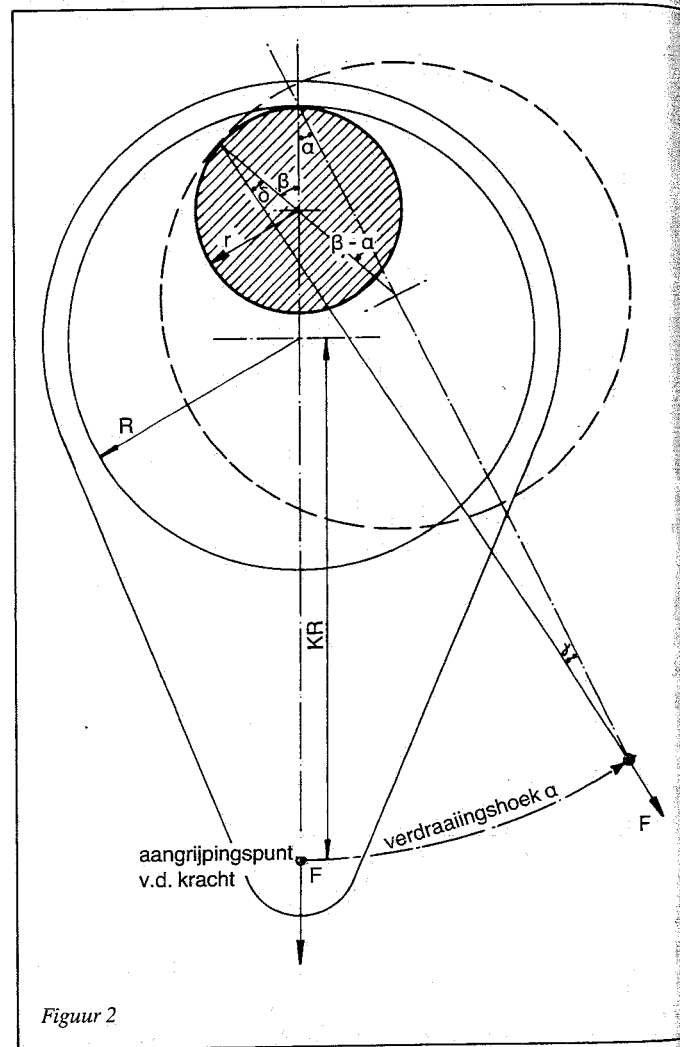 α
β
δ
r
β - α
R
KR
γ
verdraaiingshoek α
F
aangrijpingspunt
v.d. kracht
F
Figuur 2